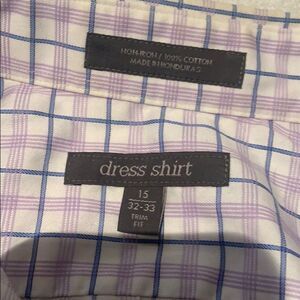 NON-IRON / 100% COTTON
MADE IN HONDURAS
dress shirt
15
32-33
TRIM
FIT